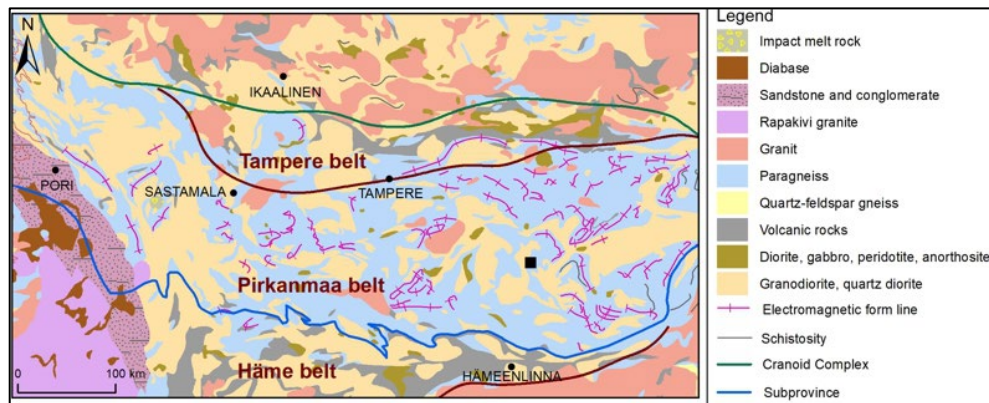 N
IKAALINEN
Tampere belt
PORI
SASTAMALA
TAMPERE
Pirkanmaa belt
0 100 km
Häme belt
HÄMEENLINNA
Legend
Impact melt rock
Diabase
Sandstone and conglomerate
Rapakivi granite
Granit
Paragneiss
Quartz-feldspar gneiss
Volcanic rocks
Diorite, gabbro, peridotite, anorthosite
Granodiorite, quartz diorite
Electromagnetic form line
Schistosity
Cranoid Complex
Subprovince